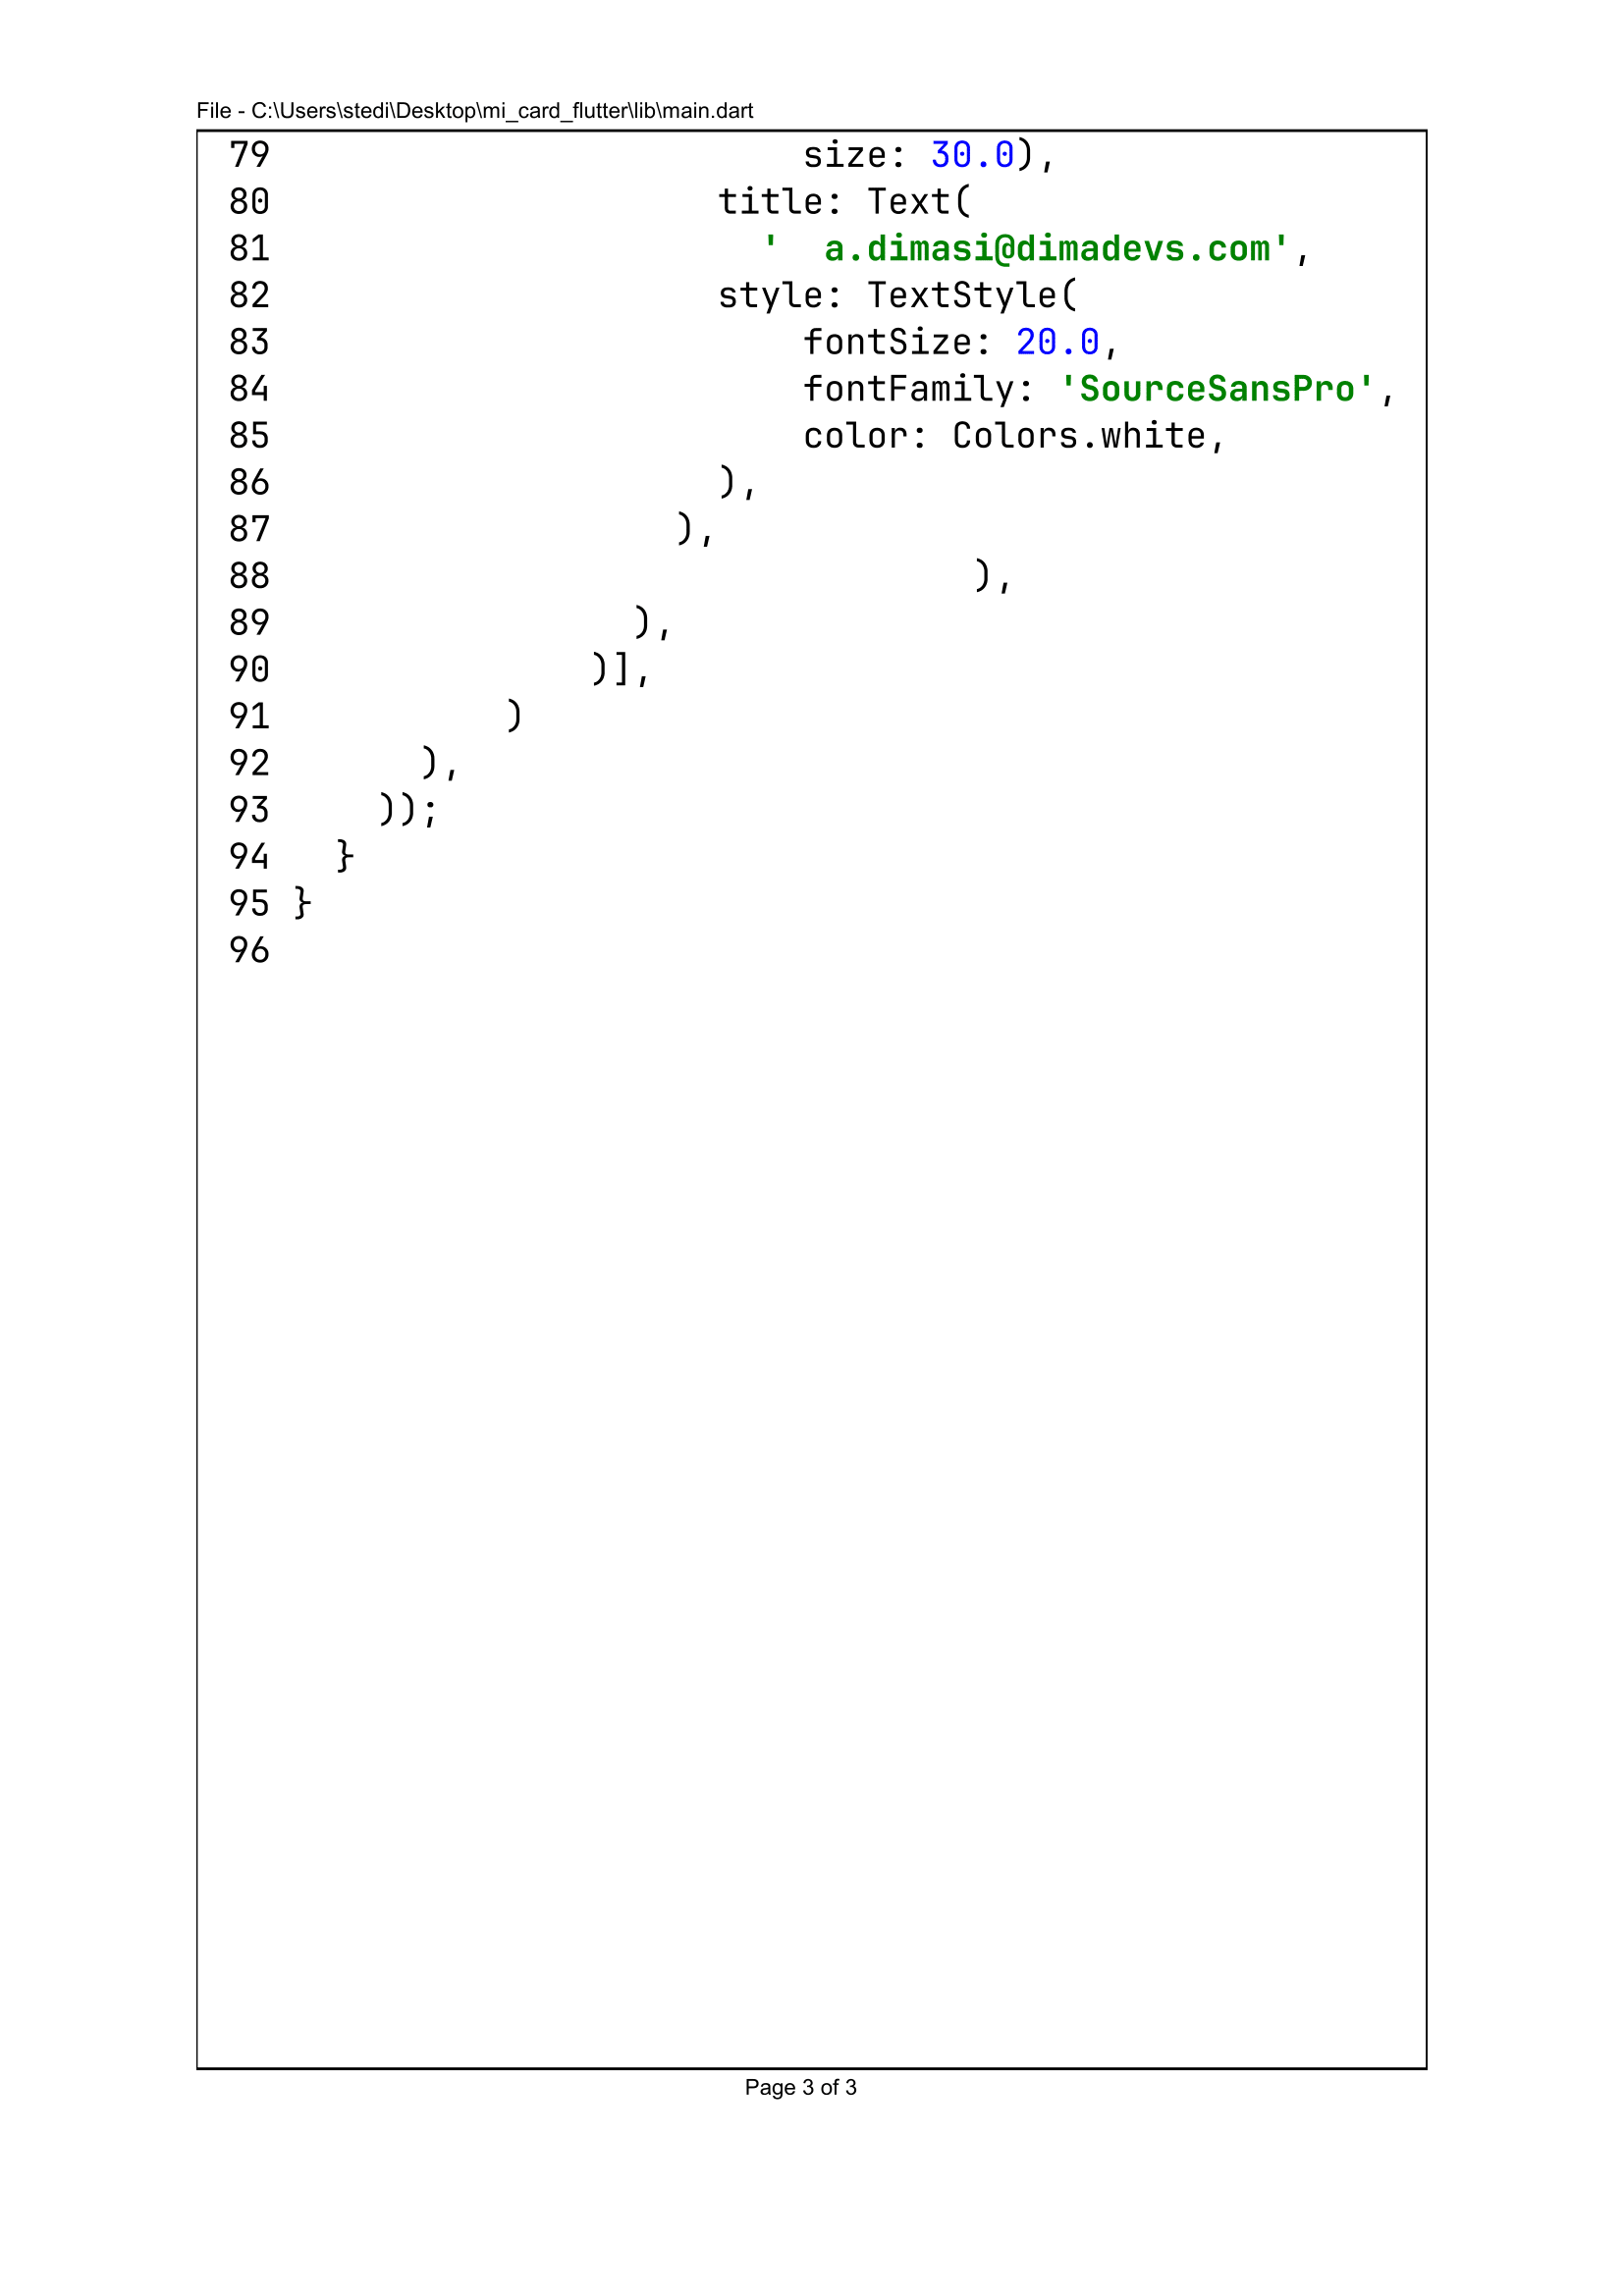 File - C:\Users\stedi\Desktop\mi_card_flutter\lib\main.dart
79                         size: 30.0),
80                     title: Text(
81                       '  a.dimasi@dimadevs.com',
82                     style: TextStyle(
83                         fontSize: 20.0,
84                         fontFamily: 'SourceSansPro',
85                         color: Colors.white,
86                     ),
87                   ),
88                                 ),
89                 ),
90               )],
91           )
92       ),
93     ));
94   }
95 }
96
Page 3 of 3